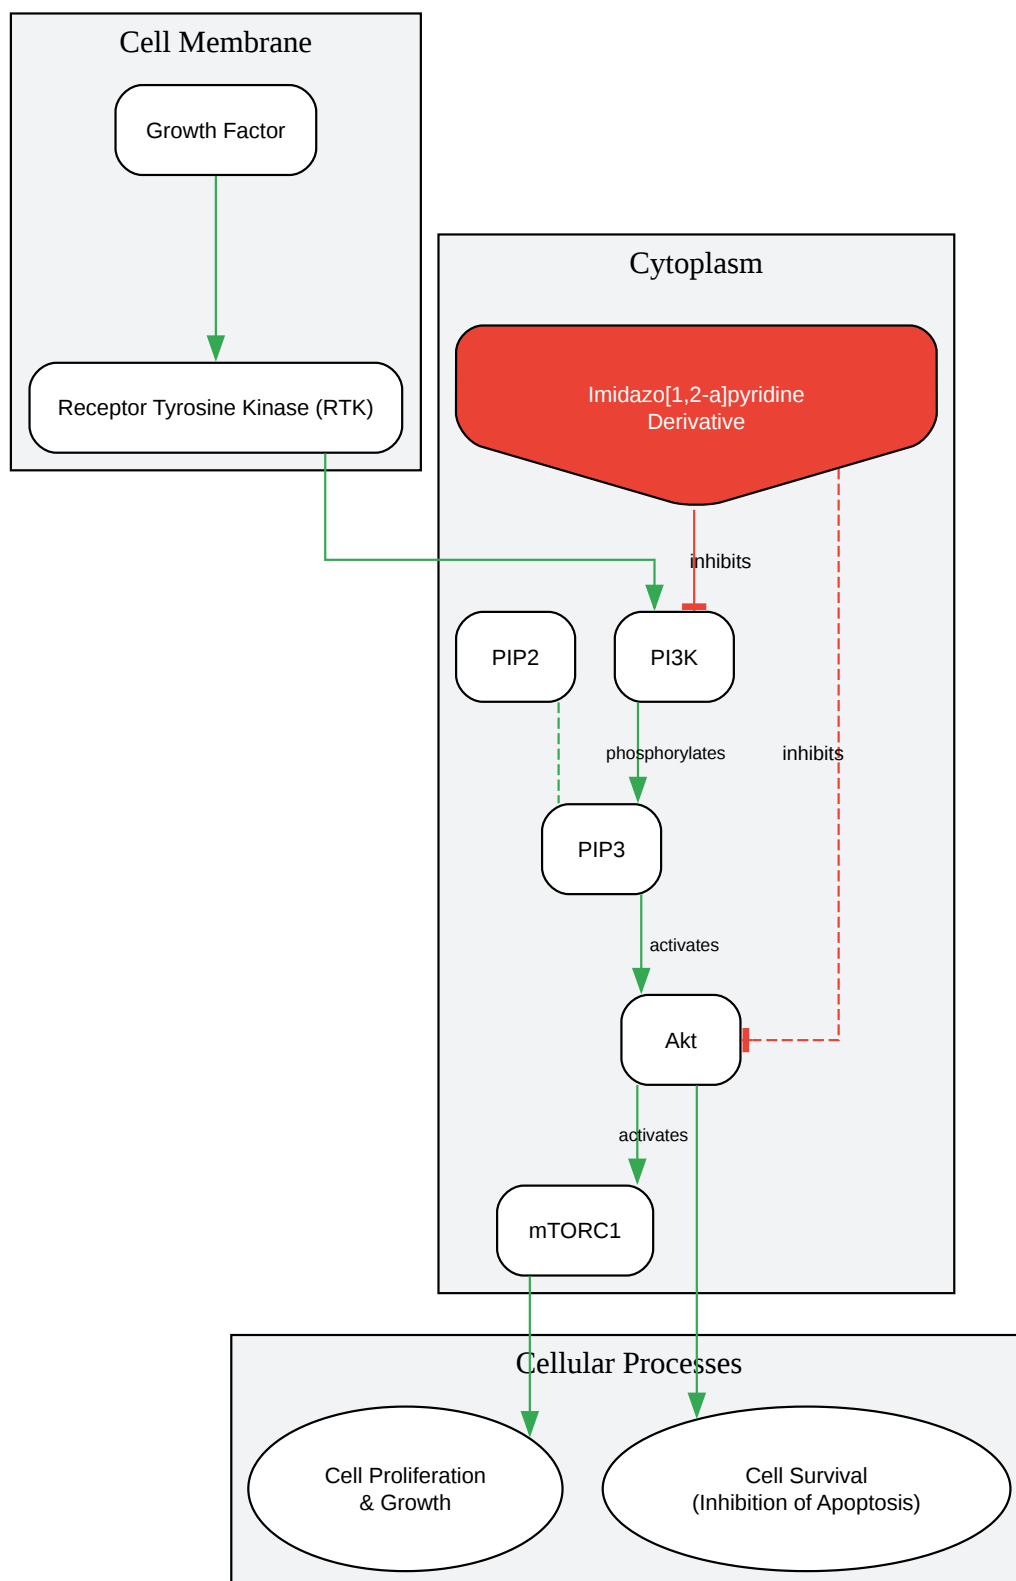 Cell Membrane
Growth Factor
Receptor Tyrosine Kinase (RTK)
Cytoplasm
Imidazo[1,2-a]pyridine
Derivative
inhibits
PIP2
PI3K
phosphorylates
inhibits
PIP3
activates
Akt
activates
mTORC1
Cellular Processes
Cell Proliferation
& Growth
Cell Survival
(Inhibition of Apoptosis)